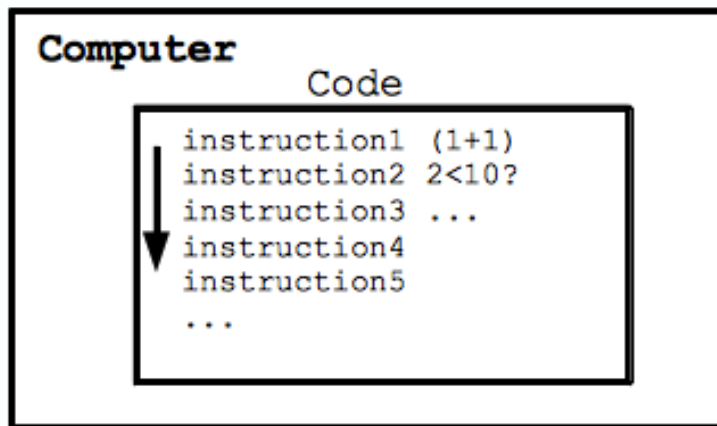 Computer
Code
instruction1 (1+1)
instruction2 2<10?
instruction3 ...
instruction4
instruction5
...